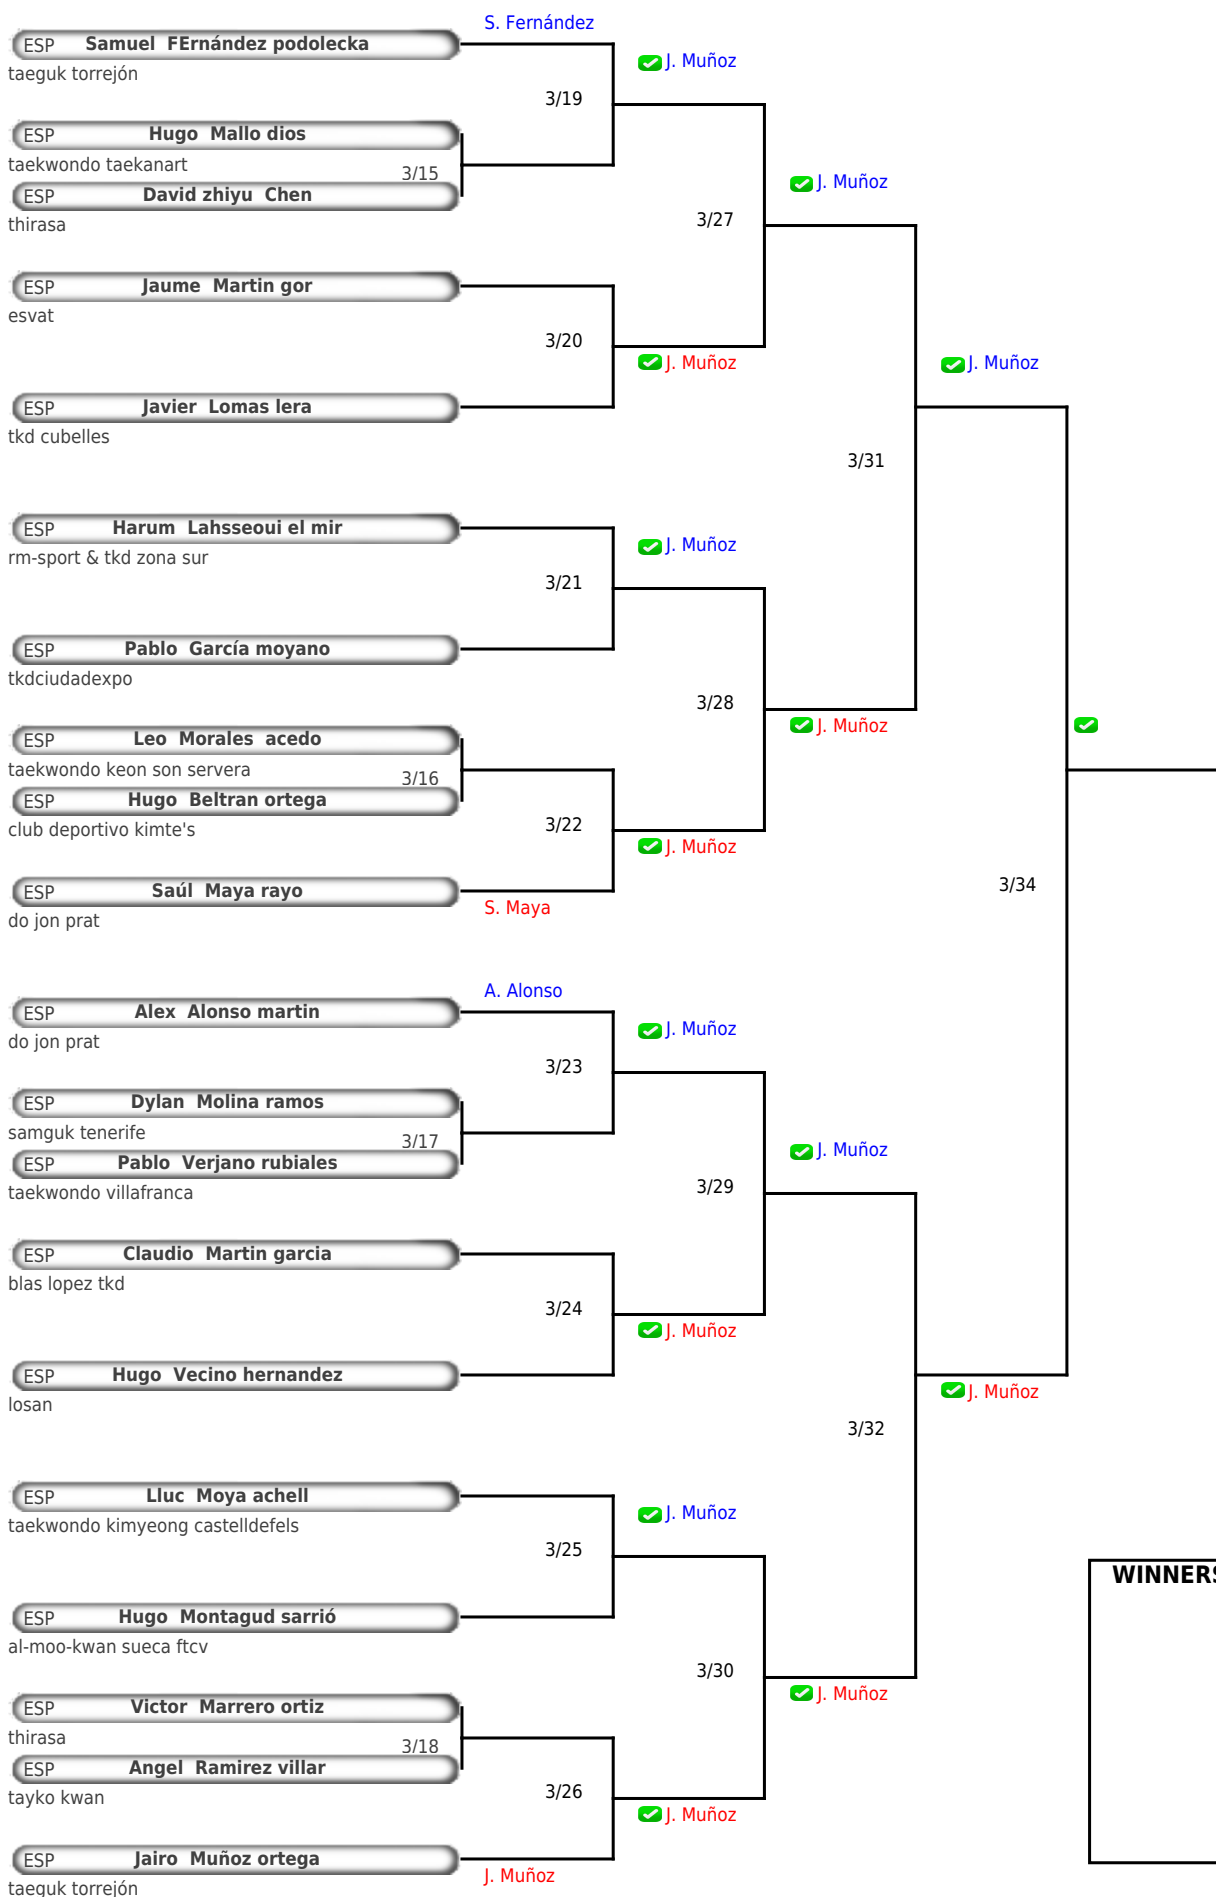 S. Fernández
ESP Samuel FErnández podolecka
J. Muñoz
taeguk torrejón
3/19
ESP Hugo Mallo dios
taekwondo taekanart
3/15
J. Muñoz
ESP David zhiyu Chen
thirasa
3/27
ESP Jaume Martin gor
esvat
3/20
J. Muñoz
J. Muñoz
ESP Javier Lomas lera
tkd cubelles
3/31
ESP Harum Lahsseoui el mir
J. Muñoz
rm-sport & tkd zona sur
3/21
ESP Pablo García moyano
tkdciudadexpo
3/28
J. Muñoz
ESP Leo Morales acedo
taekwondo keon son servera
3/16
ESP Hugo Beltran ortega
club deportivo kimte's
3/22
J. Muñoz
ESP Saúl Maya rayo
3/34
S. Maya
do jon prat
A. Alonso
ESP Alex Alonso martin
J. Muñoz
do jon prat
3/23
ESP Dylan Molina ramos
samguk tenerife
3/17
J. Muñoz
ESP Pablo Verjano rubiales
taekwondo villafranca
3/29
ESP Claudio Martin garcia
blas lopez tkd
3/24
J. Muñoz
ESP Hugo Vecino hernandez
J. Muñoz
losan
3/32
ESP Lluc Moya achell
J. Muñoz
taekwondo kimyeong castelldefels
3/25
WINNERS
ESP Hugo Montagud sarrió
al-moo-kwan sueca ftcv
3/30
J. Muñoz
ESP Victor Marrero ortiz
thirasa
3/18
ESP Angel Ramirez villar
tayko kwan
3/26
J. Muñoz
ESP Jairo Muñoz ortega
J. Muñoz
taeguk torrejón